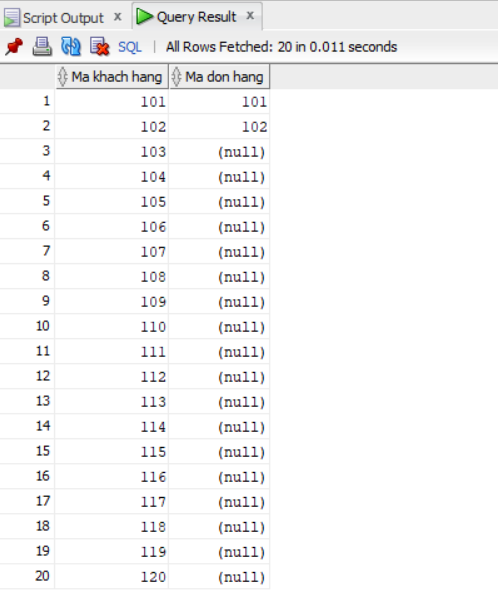 Script Output x Query Result x
SQL | All Rows Fetched: 20 in 0.011 seconds
Ma khach hang Ma don hang
1 101 101
2 102 102
3 103 (null)
4 104 (null)
5 105 (null)
6 106 (null)
7 107 (null)
8 108 (null)
9 109 (null)
10 110 (null)
11 111 (null)
12 112 (null)
13 113 (null)
14 114 (null)
15 115 (null)
16 116 (null)
17 117 (null)
18 118 (null)
19 119 (null)
20 120 (null)